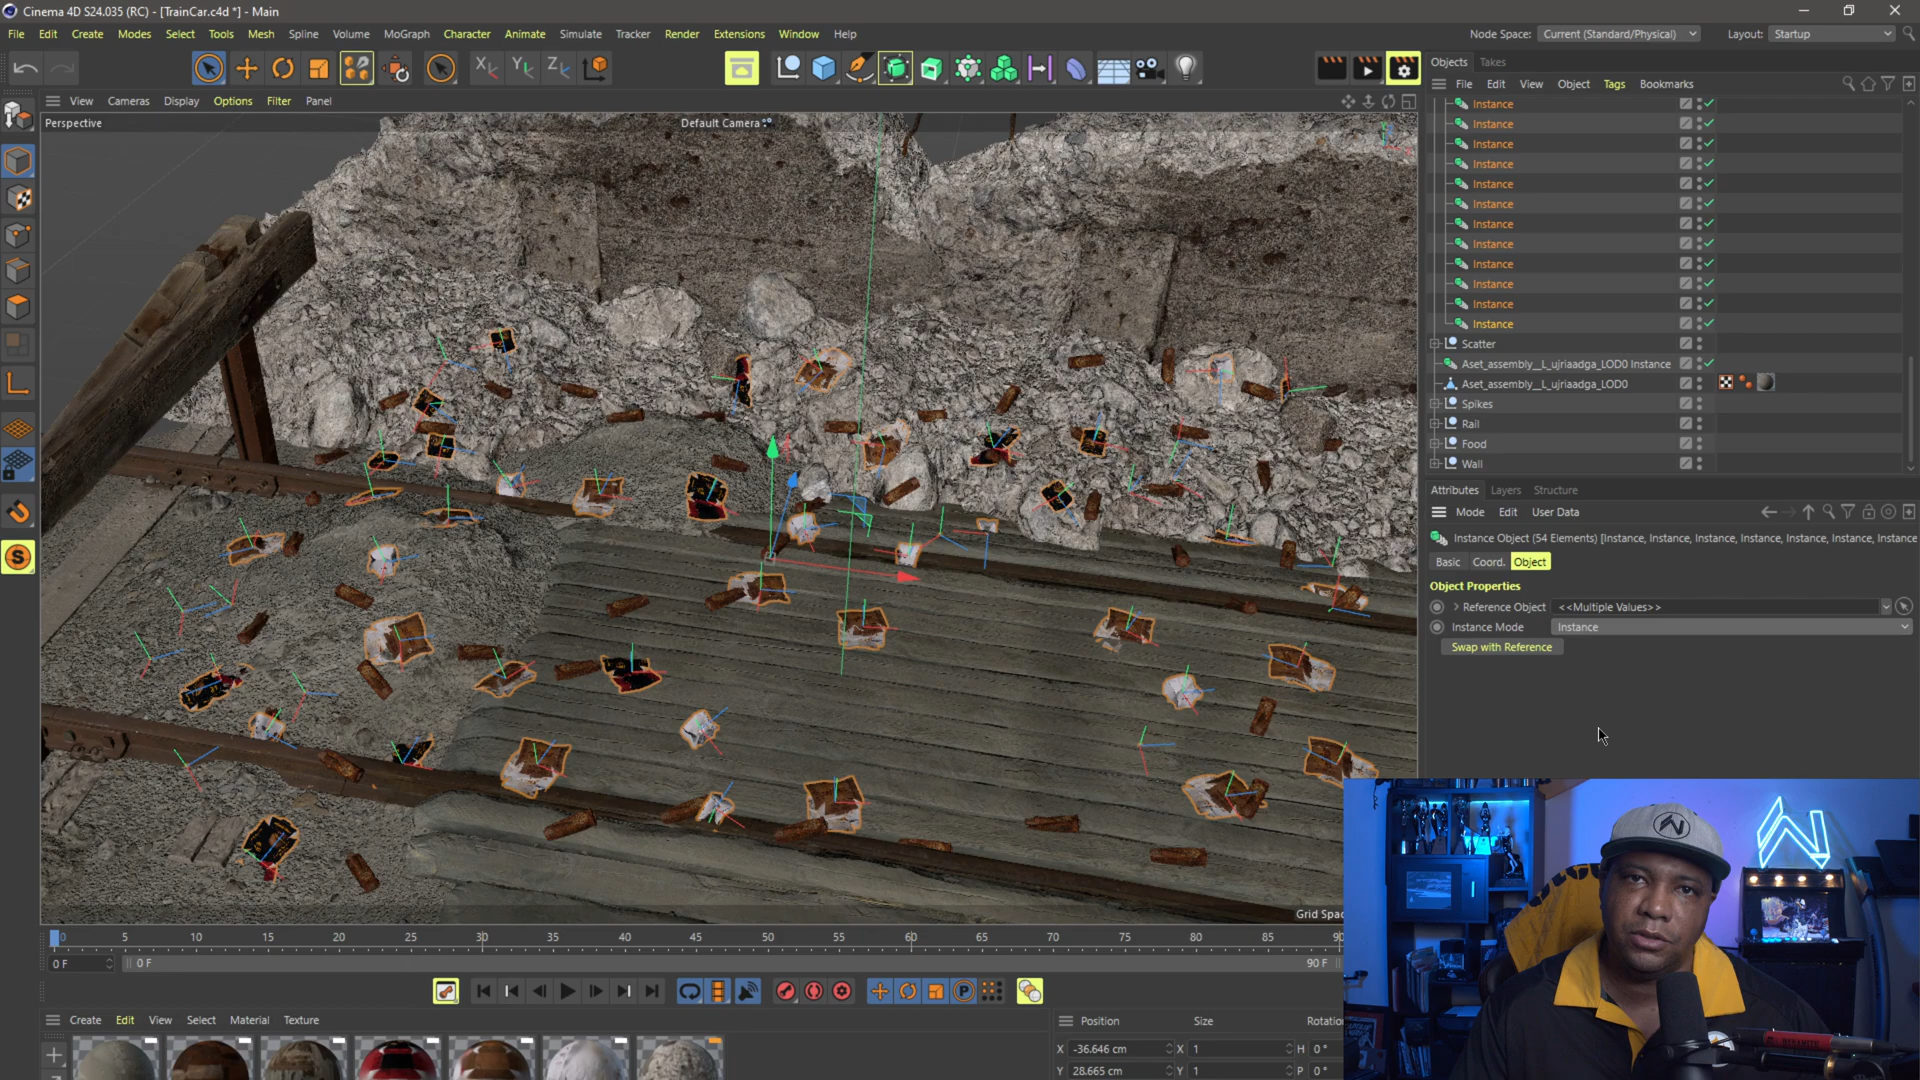 Cinema 4D S24.035 (RC) - [TrainCar.c4d *] - Main
File Edit Create Modes Select Tools Mesh Spline Volume MoGraph Character Animate Simulate Tracker Render Extensions Window Help
Node Space: Current (Standard/Physical) Layout: Startup
Objects Takes
File Edit View Object Tags Bookmarks
View Cameras Display Options Filter Panel
Perspective
Default Camera
Instance
Instance
Instance
Instance
Instance
Instance
Instance
Instance
Instance
Instance
Instance
Instance
Scatter
Aset_assembly__L_ujriaadga_LOD0 Instance
Aset_assembly__L_ujriaadga_LOD0
Spikes
Rail
Food
Wall
Attributes Layers Structure
Mode Edit User Data
Instance Object (54 Elements) [Instance, Instance, Instance, Instance, Instance, Instance, Instance
Basic Coord. Object
Object Properties
Reference Object <<Multiple Values>>
Instance Mode Instance
Swap with Reference
Grid Spac
0 5 10 15 20 25 30 35 40 45 50 55 60 65 70 75 80 85 90
0 F 0 F 90 F
Create Edit View Select Material Texture
Position Size Rotatio
X -36.646 cm X 1 H 0 °
Y 28.665 cm Y 1 P 0 °